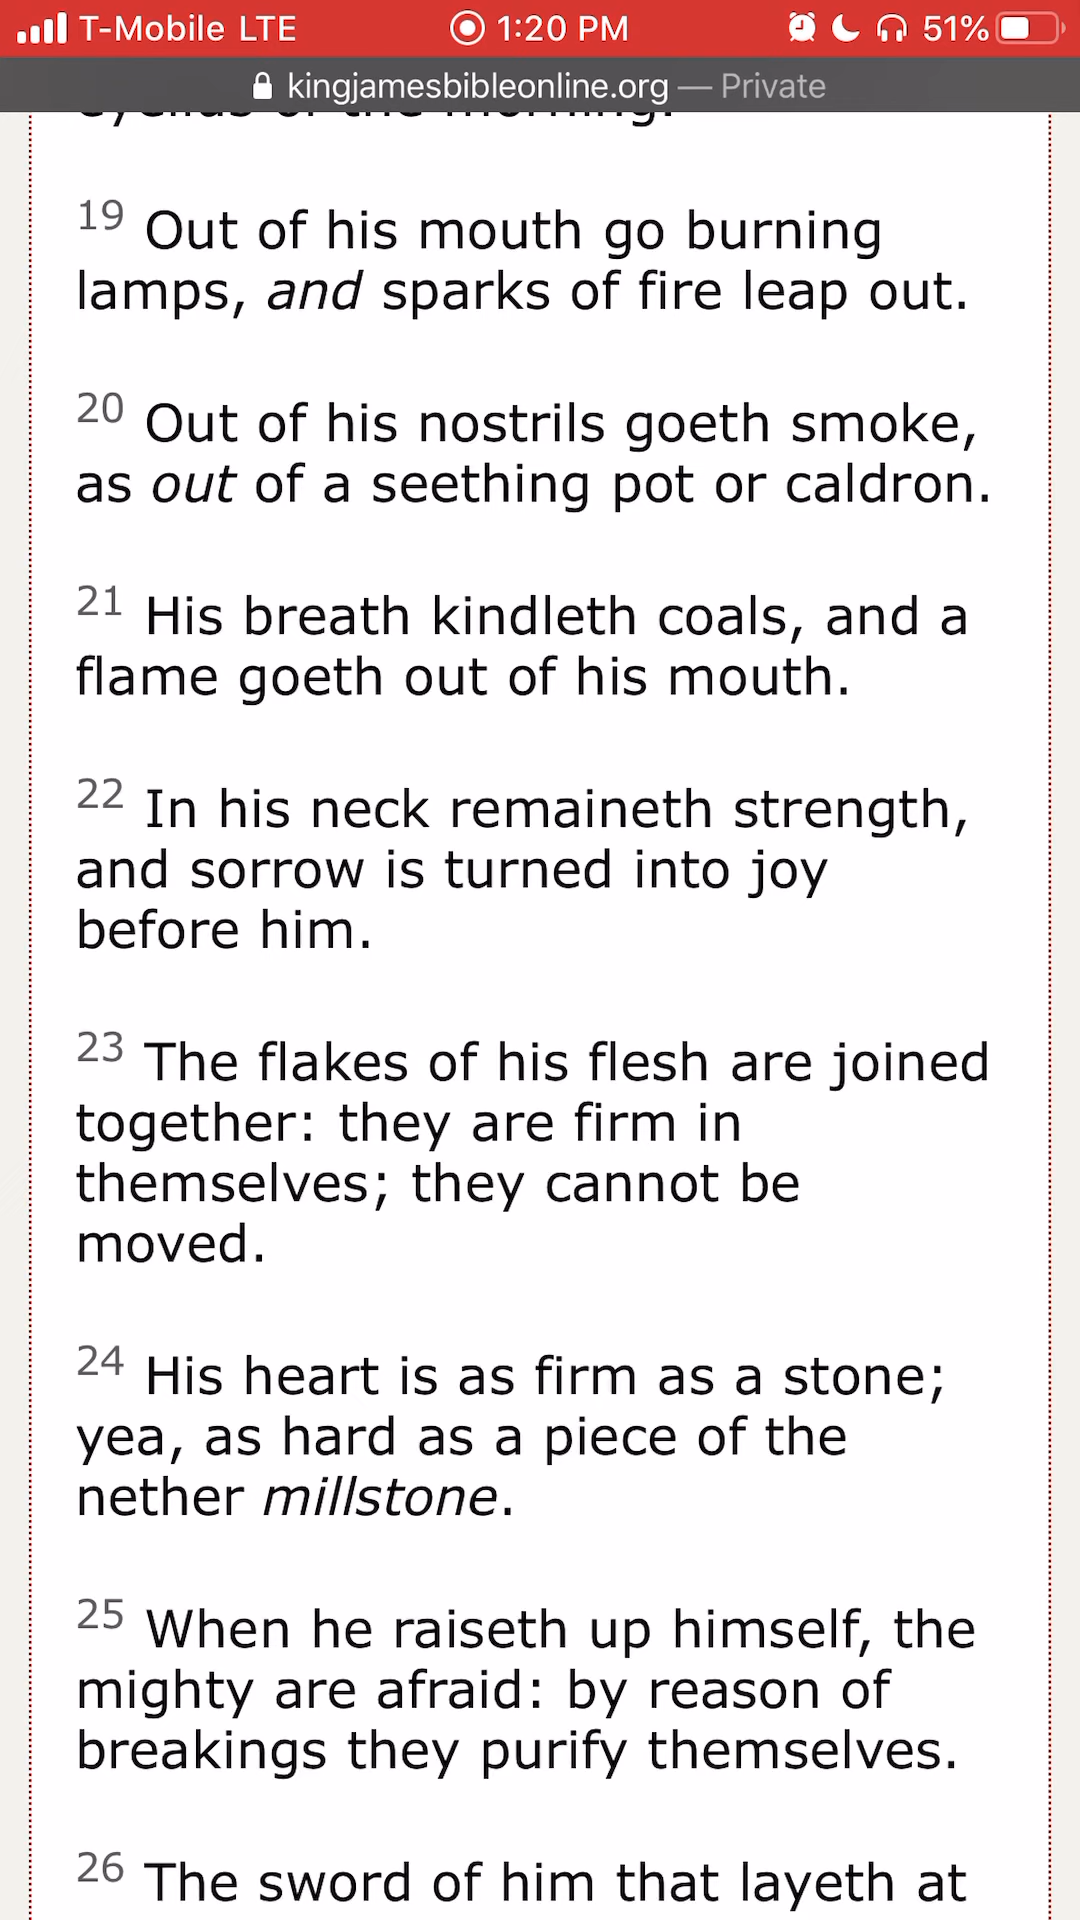 T-Mobile LTE 1:20 PM 51%
kingjamesbibleonline.org — Private
eyelids of the morning.
19 Out of his mouth go burning
lamps, and sparks of fire leap out.
20 Out of his nostrils goeth smoke,
as out of a seething pot or caldron.
21 His breath kindleth coals, and a
flame goeth out of his mouth.
22 In his neck remaineth strength,
and sorrow is turned into joy
before him.
23 The flakes of his flesh are joined
together: they are firm in
themselves; they cannot be
moved.
24 His heart is as firm as a stone;
yea, as hard as a piece of the
nether millstone.
25 When he raiseth up himself, the
mighty are afraid: by reason of
breakings they purify themselves.
26 The sword of him that layeth at